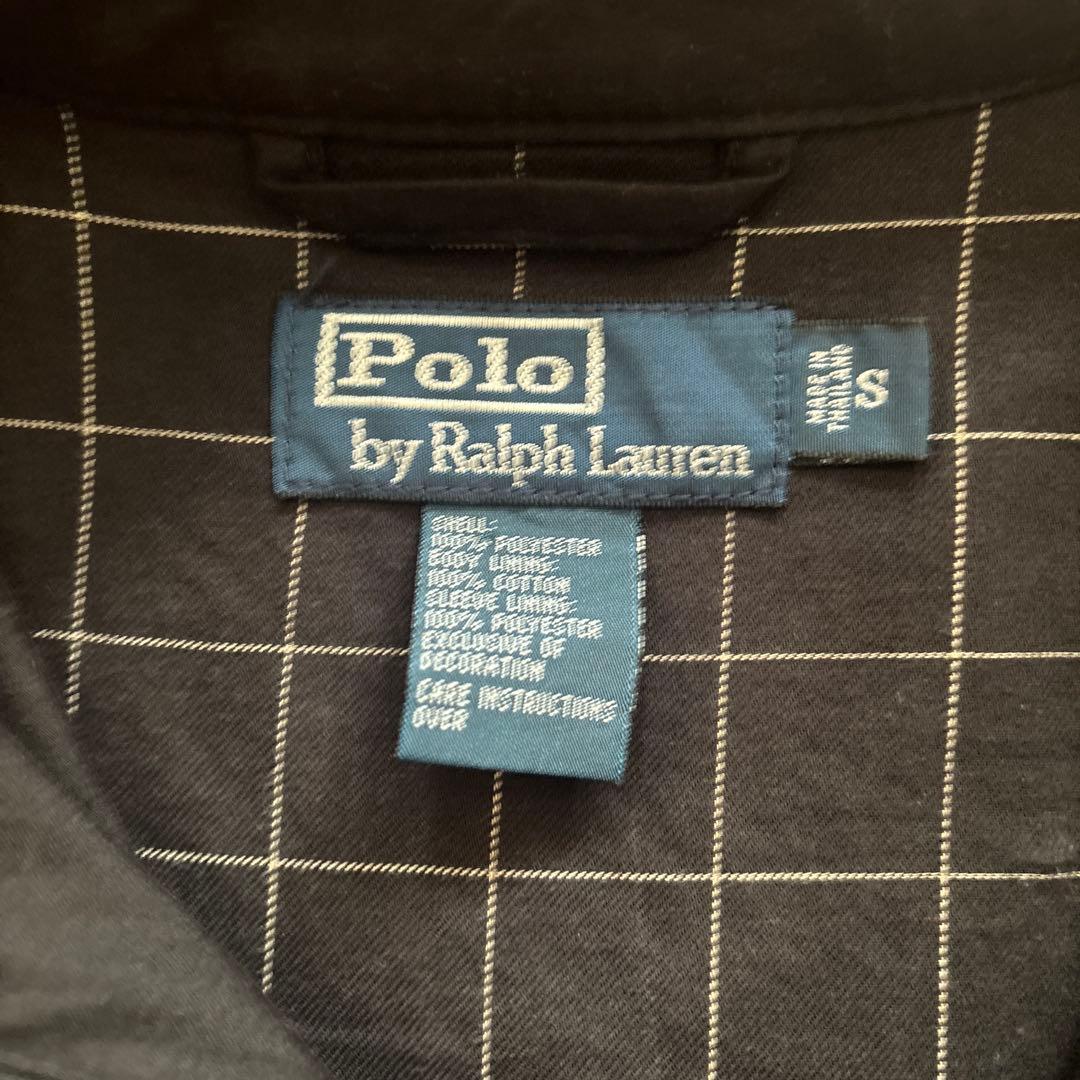 Polo
by Ralph Lauren
MADE IN
THAILAND
S
SHELL:
100% POLYESTER
BODY LINING:
100% COTTON
SLEEVE LINING:
100% POLYESTER
EXCLUSIVE OF
DECORATION
CARE INSTRUCTIONS
OVER